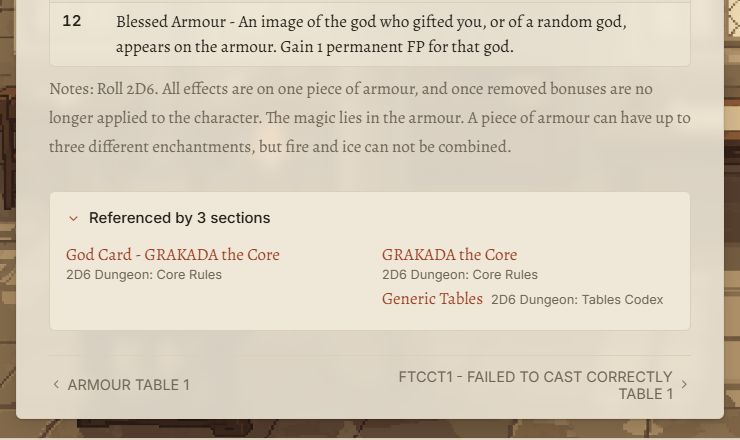 12 Blessed Armour - An image of the god who gifted you, or of a random god,
appears on the armour. Gain 1 permanent FP for that god.
Notes: Roll 2D6. All effects are on one piece of armour, and once removed bonuses are no
longer applied to the character. The magic lies in the armour. A piece of armour can have up to
three different enchantments, but fire and ice can not be combined.
Referenced by 3 sections
God Card - GRAKADA the Core
2D6 Dungeon: Core Rules
GRAKADA the Core
2D6 Dungeon: Core Rules
Generic Tables 2D6 Dungeon: Tables Codex
ARMOUR TABLE 1
FTCCT1 - FAILED TO CAST CORRECTLY
TABLE 1